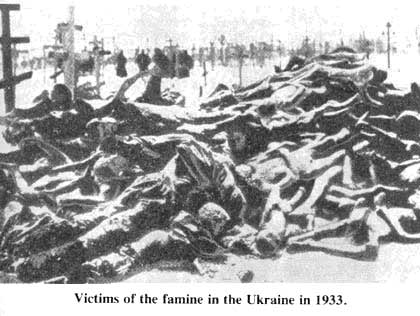 Victims of the famine in the Ukraine in 1933.